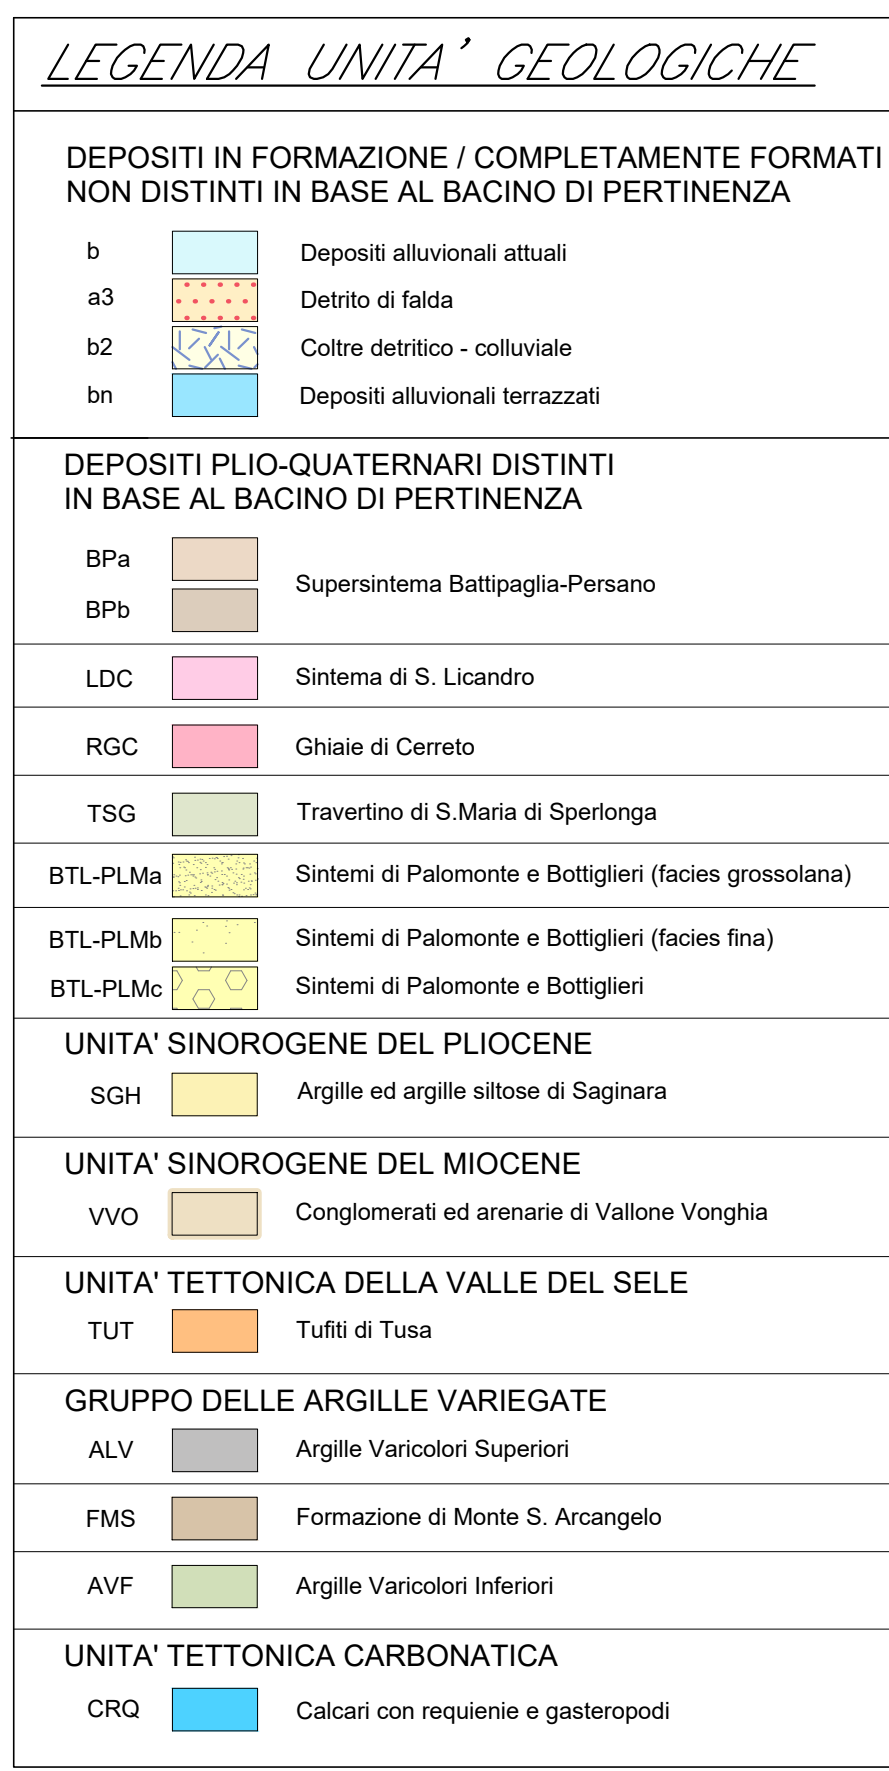 LEGENDA UNITA' GEOLOGICHE
DEPOSITI IN FORMAZIONE / COMPLETAMENTE FORMATI
NON DISTINTI IN BASE AL BACINO DI PERTINENZA
b Depositi alluvionali attuali
a3 Detrito di falda
b2 Coltre detritico - colluviale
bn Depositi alluvionali terrazzati
DEPOSITI PLIO-QUATERNARI DISTINTI
IN BASE AL BACINO DI PERTINENZA
BPa
Supersintema Battipaglia-Persano
BPb
LDC Sintema di S. Licandro
RGC Ghiaie di Cerreto
TSG Travertino di S.Maria di Sperlonga
BTL-PLMa Sintemi di Palomonte e Bottiglieri (facies grossolana)
BTL-PLMb Sintemi di Palomonte e Bottiglieri (facies fina)
BTL-PLMc Sintemi di Palomonte e Bottiglieri
UNITA' SINOROGENE DEL PLIOCENE
SGH Argille ed argille siltose di Saginara
UNITA' SINOROGENE DEL MIOCENE
VVO Conglomerati ed arenarie di Vallone Vonghia
UNITA' TETTONICA DELLA VALLE DEL SELE
TUT Tufiti di Tusa
GRUPPO DELLE ARGILLE VARIEGATE
ALV Argille Varicolori Superiori
FMS Formazione di Monte S. Arcangelo
AVF Argille Varicolori Inferiori
UNITA' TETTONICA CARBONATICA
CRQ Calcari con requienie e gasteropodi